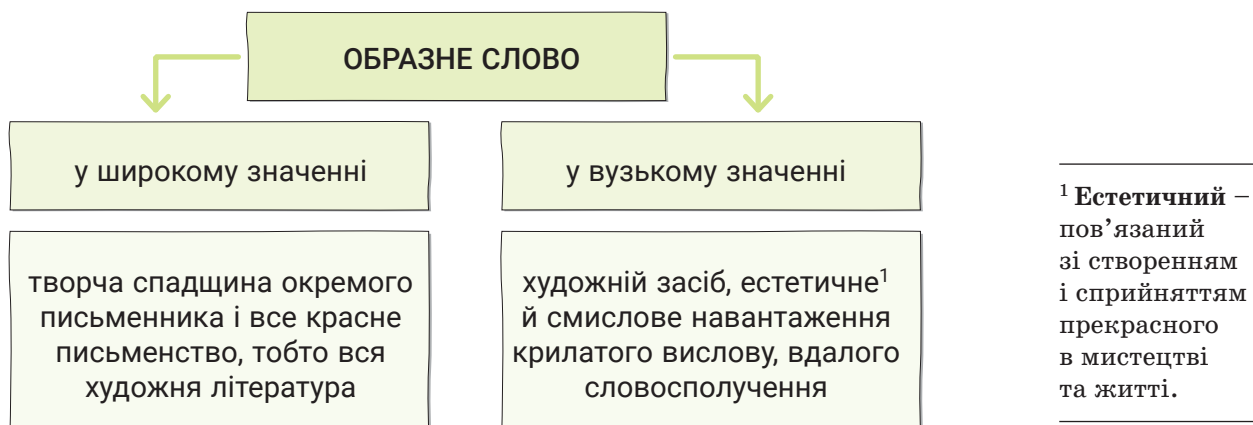 ОБРАЗНЕ СЛОВО
у широкому значенні
у вузькому значенні
творча спадщина окремого
письменника і все красне
письменство, тобто вся
художня література
художній засіб, естетичне¹
й смислове навантаження
крилатого вислову, вдалого
словосполучення
¹ Естетичний –
пов’язаний
зі створенням
і сприйняттям
прекрасного
в мистецтві
та житті.